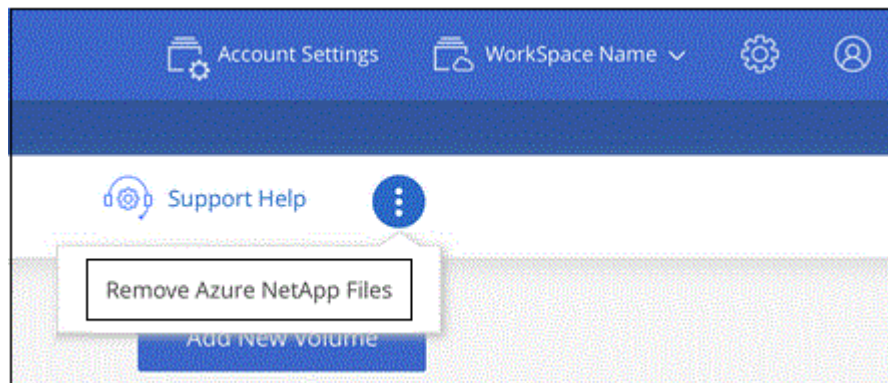 Account Settings WorkSpace Name
Support Help
Remove Azure NetApp Files
Add New Volume